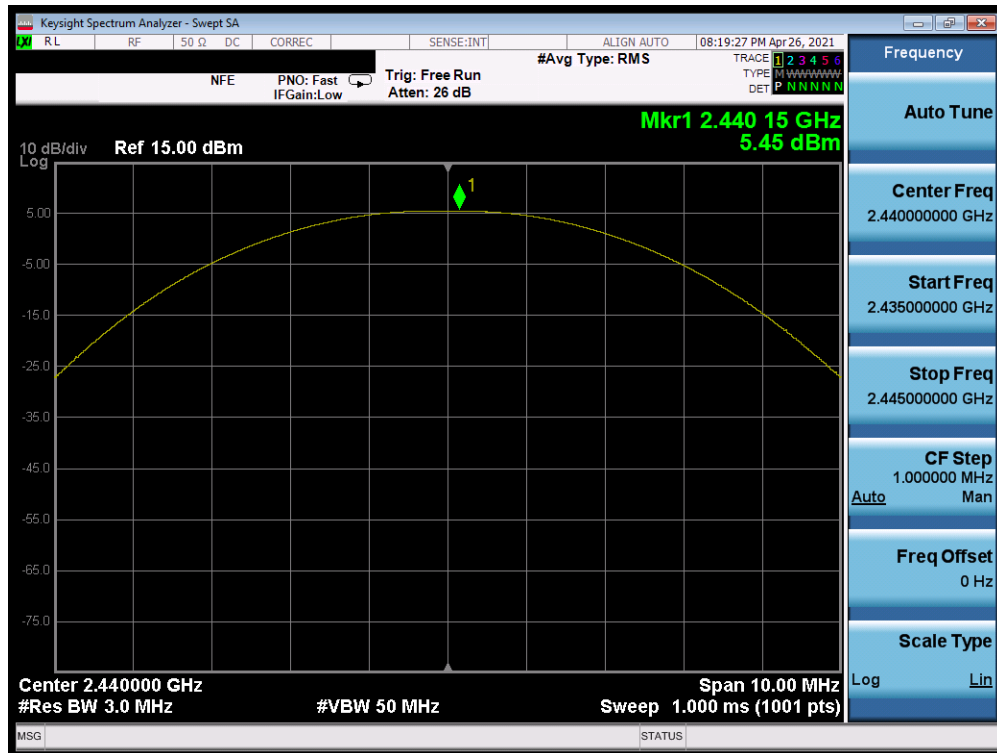 Keysight Spectrum Analyzer - Swept SA
LXI RL RF 50 Ω DC CORREC SENSE:INT ALIGN AUTO 08:19:27 PM Apr 26, 2021
NFE PNO: Fast Trig: Free Run #Avg Type: RMS TRACE 1 2 3 4 5 6
IFGain:Low Atten: 26 dB TYPE M W W W W W
DET P N N N N N
Mkr1 2.440 15 GHz
5.45 dBm
10 dB/div Ref 15.00 dBm
Log
1
5.00
-5.00
-15.0
-25.0
-35.0
-45.0
-55.0
-65.0
-75.0
Center 2.440000 GHz Span 10.00 MHz
#Res BW 3.0 MHz #VBW 50 MHz Sweep 1.000 ms (1001 pts)
MSG STATUS
Frequency
Auto Tune
Center Freq
2.440000000 GHz
Start Freq
2.435000000 GHz
Stop Freq
2.445000000 GHz
CF Step
1.000000 MHz
Auto Man
Freq Offset
0 Hz
Scale Type
Log Lin